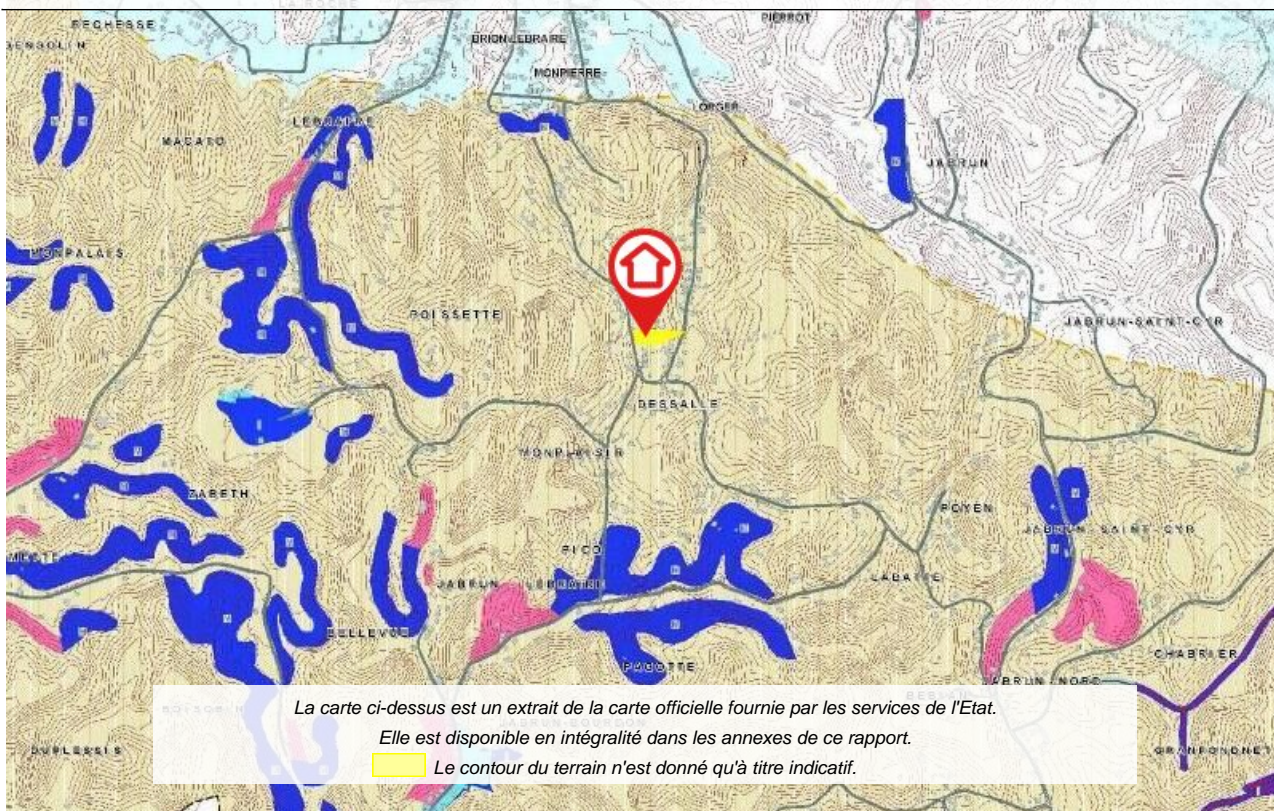 PIERROT
BRION LEBRAIRE
MONPIERRE
ORGER
MACATO
JABRUN
POISSETTE
JABRUN-SAINT-CYR
DESSALLE
MONPLAISIR
ZABETH
POYEN
JABRUN SAINT-CYR
PICO
LABATTE
JABRUN LEBRAIRE
BELLEVUE
PAGOTTE
CHABRIER
JABRUN-NORD
La carte ci-dessus est un extrait de la carte officielle fournie par les services de l'Etat.
JABRUN-BOURDON
Elle est disponible en intégralité dans les annexes de ce rapport.
DUPLESSIS
Le contour du terrain n'est donné qu'à titre indicatif.